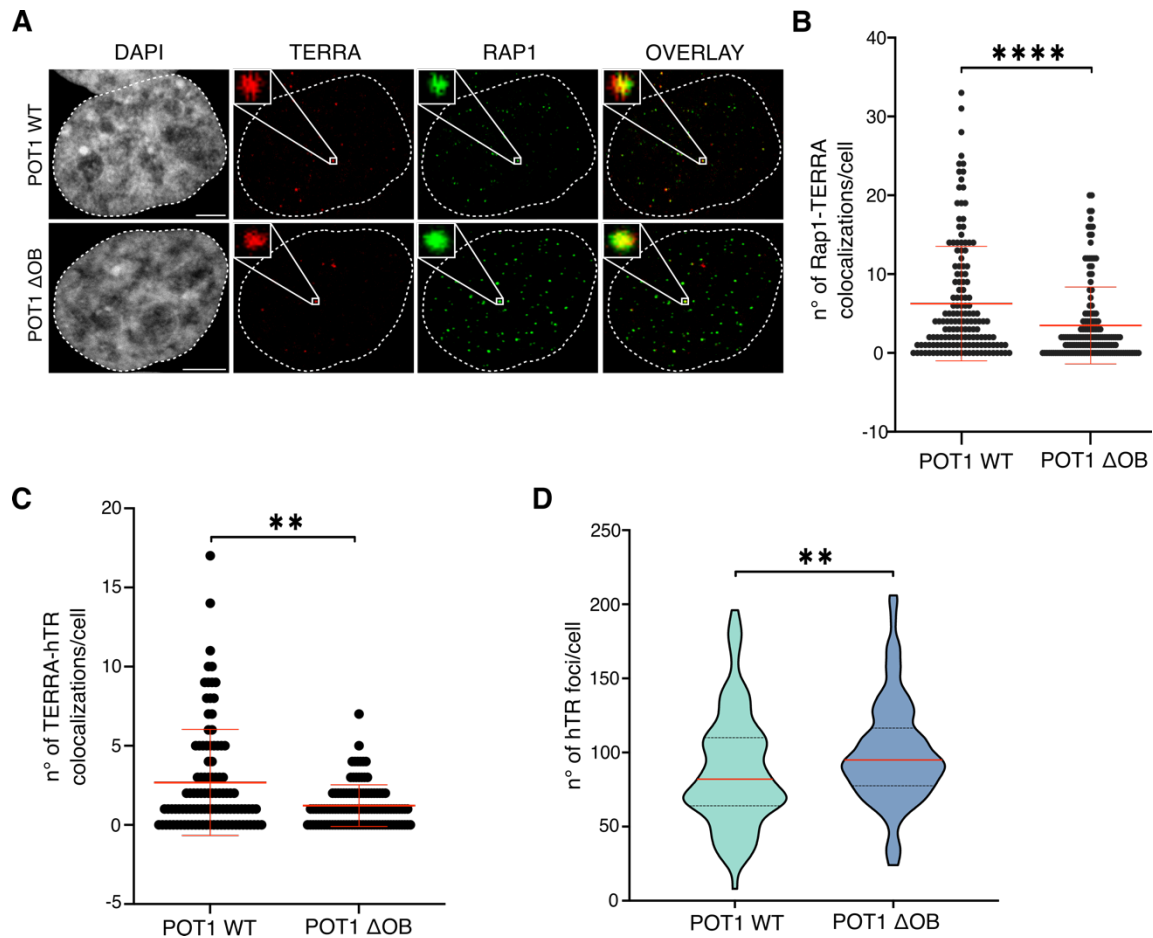 A
DAPI TERRA RAP1 OVERLAY
POT1 WT
POT1 ΔOB
B
n° of Rap1-TERRA
colocalizations/cell
40
30
20
10
0
-10
****
POT1 WT POT1 ΔOB
C
n° of TERRA-hTR
colocalizations/cell
20
15
10
5
0
-5
**
POT1 WT POT1 ΔOB
D
n° of hTR foci/cell
250
200
150
100
50
0
**
POT1 WT POT1 ΔOB